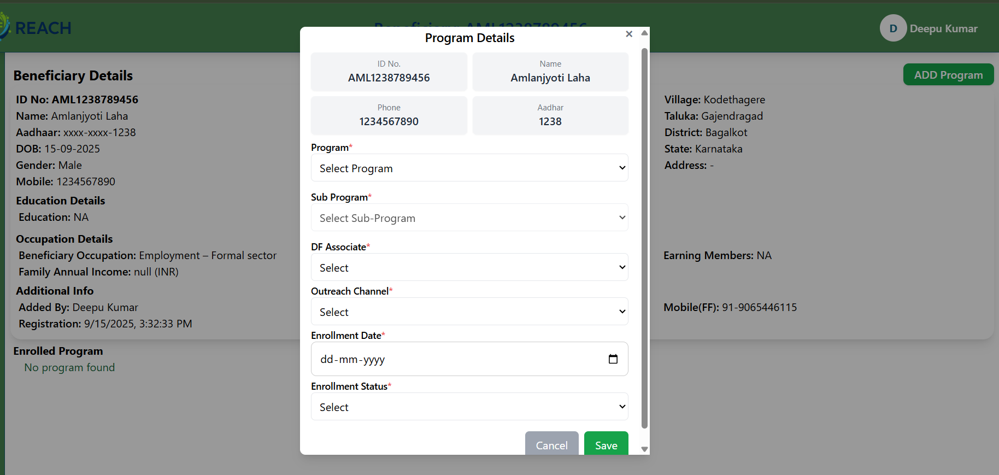 REACH
Beneficiary: AML1238789456
D
Deepu Kumar
Beneficiary Details
ADD Program
ID No: AML1238789456
Name: Amlanjyoti Laha
Aadhaar: xxxx-xxxx-1238
DOB: 15-09-2025
Gender: Male
Mobile: 1234567890
Village: Kodethagere
Taluka: Gajendragad
District: Bagalkot
State: Karnataka
Address: -
Education Details
Education: NA
Occupation Details
Beneficiary Occupation: Employment – Formal sector
Earning Members: NA
Family Annual Income: null (INR)
Additional Info
Added By: Deepu Kumar
Mobile(FF): 91-9065446115
Registration: 9/15/2025, 3:32:33 PM
Enrolled Program
No program found
Program Details
×
ID No.
AML1238789456
Name
Amlanjyoti Laha
Phone
1234567890
Aadhar
1238
Program*
Select Program
Sub Program*
Select Sub-Program
DF Associate*
Select
Outreach Channel*
Select
Enrollment Date*
dd-mm-yyyy
Enrollment Status*
Select
Cancel
Save